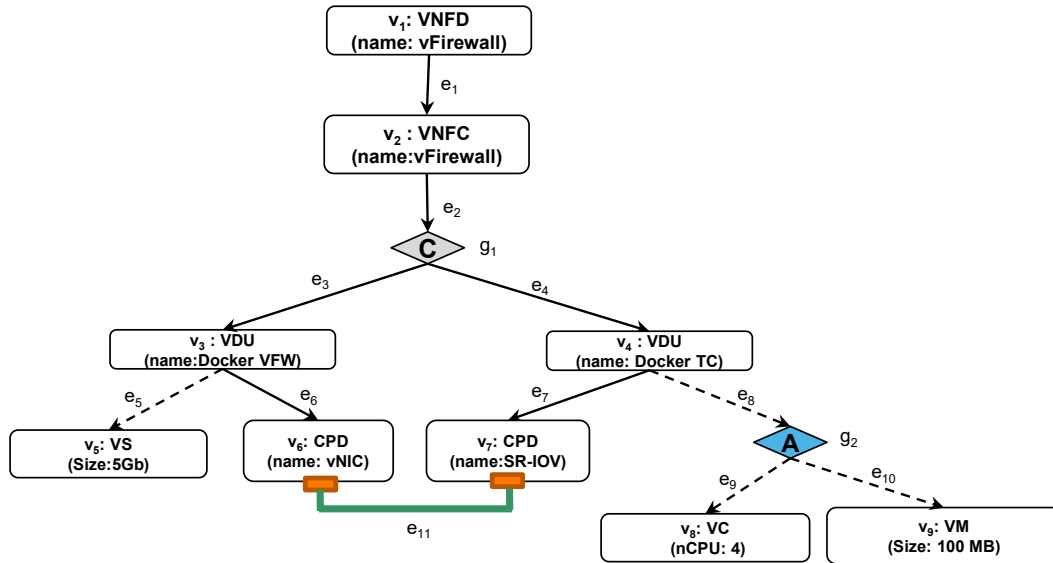 v₁: VNFD
(name: vFirewall)
e₁
v₂ : VNFC
(name:vFirewall)
e₂
C
g₁
e₃
e₄
v₃ : VDU
(name:Docker VFW)
v₄ : VDU
(name: Docker TC)
e₅
e₆
e₇
e₈
v₅: VS
(Size:5Gb)
v₆: CPD
(name: vNIC)
v₇: CPD
(name:SR-IOV)
A
g₂
e₉
e₁₀
e₁₁
v₈: VC
(nCPU: 4)
v₉: VM
(Size: 100 MB)